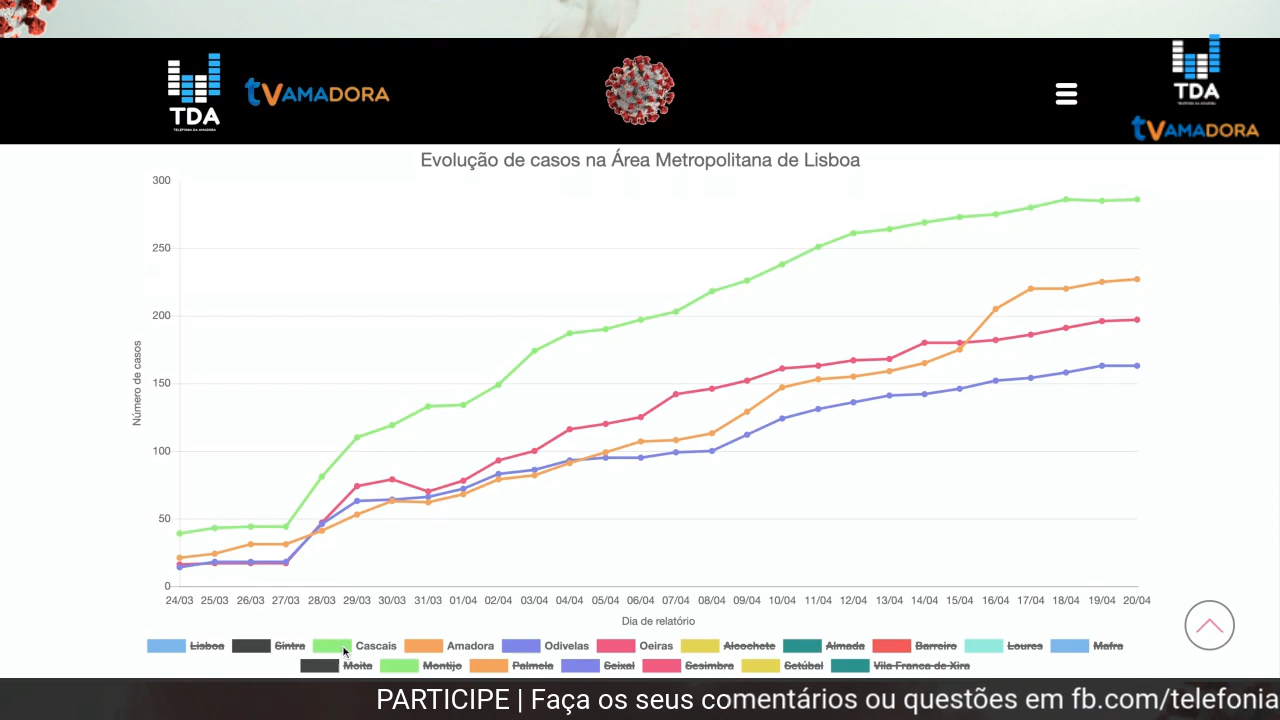 TDA
TELEFONIA DA AMADORA
tvAMADORA
TDA
tvAMADORA
Evolução de casos na Área Metropolitana de Lisboa
300
250
200
150
100
50
0
Número de casos
24/03 25/03 26/03 27/03 28/03 29/03 30/03 31/03 01/04 02/04 03/04 04/04 05/04 06/04 07/04 08/04 09/04 10/04 11/04 12/04 13/04 14/04 15/04 16/04 17/04 18/04 19/04 20/04
Dia de relatório
Lisboa Sintra Cascais Amadora Odivelas Oeiras Alcochete Almada Barreiro Loures Mafra
Moita Montijo Palmela Seixal Sesimbra Setúbal Vila Franca de Xira
PARTICIPE | Faça os seus comentários ou questões em fb.com/telefonia